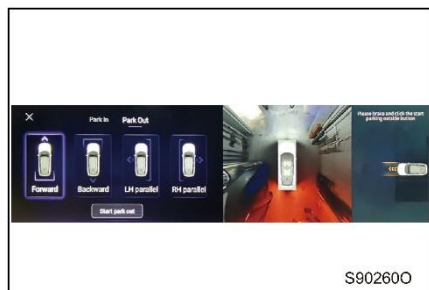 Park In Park Out
Please brake and click the start
parking outside button
Forward Backward LH parallel RH parallel
Start park out
S90260O